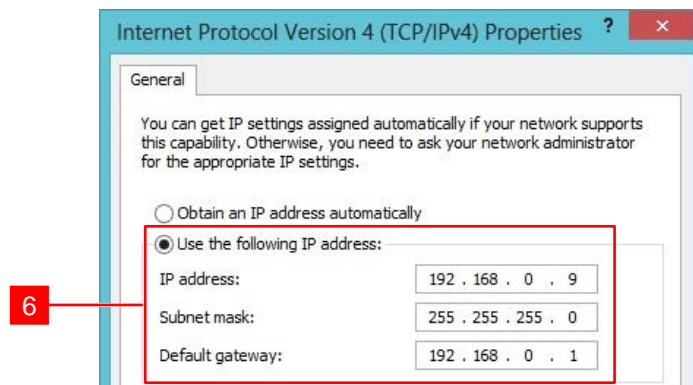 Internet Protocol Version 4 (TCP/IPv4) Properties ? ×
General
You can get IP settings assigned automatically if your network supports
this capability. Otherwise, you need to ask your network administrator
for the appropriate IP settings.
Obtain an IP address automatically
Use the following IP address:
IP address: 192 . 168 . 0 . 9
6
Subnet mask: 255 . 255 . 255 . 0
Default gateway: 192 . 168 . 0 . 1